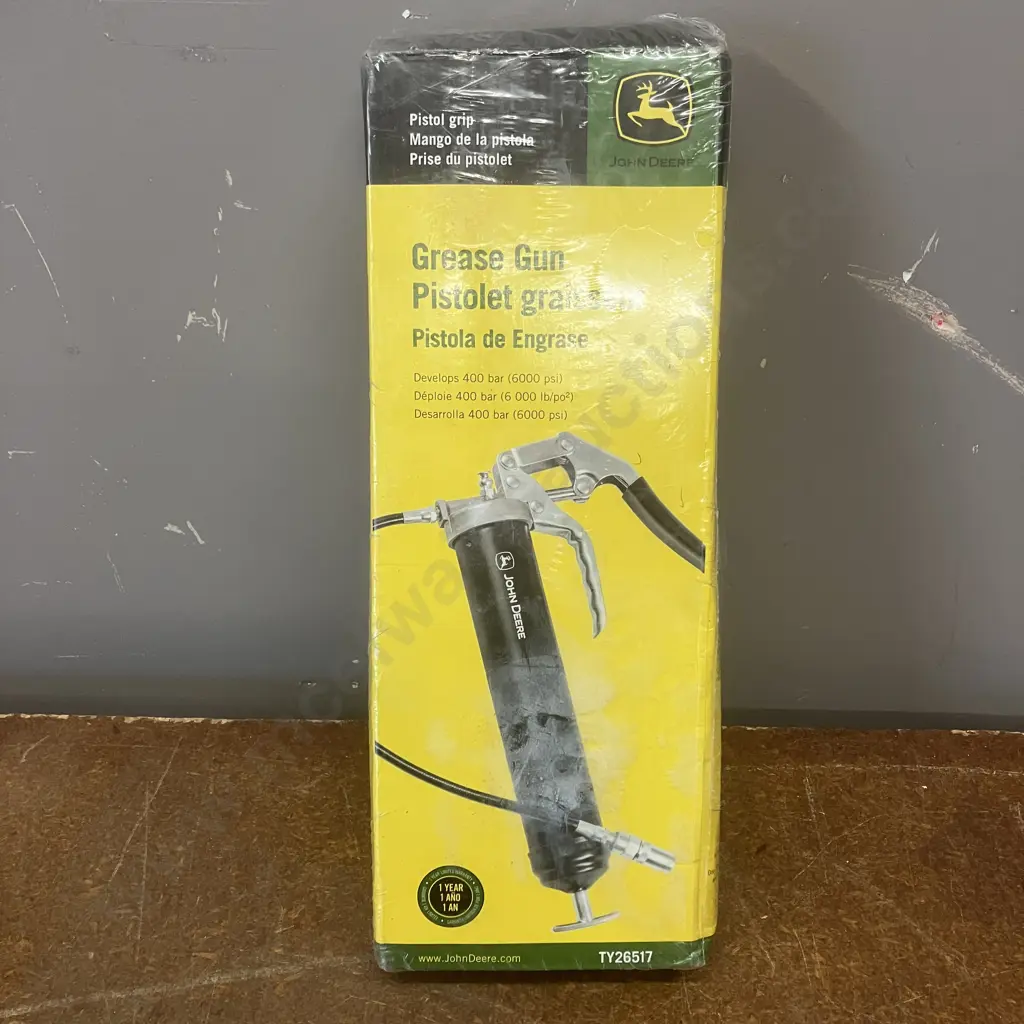 Pistol grip
Mango de la pistola
Prise du pistolet
JOHN DEERE
Grease Gun
Pistolet
Pistola de Engrase
Develops 400 bar (6000 psi)
Déploie 400 bar (6 000 lb/po²)
Desarrolla 400 bar (6000 psi)
JOHN DEERE
1 YEAR
1 AÑO
1 AN
www.JohnDeere.com
TY26517